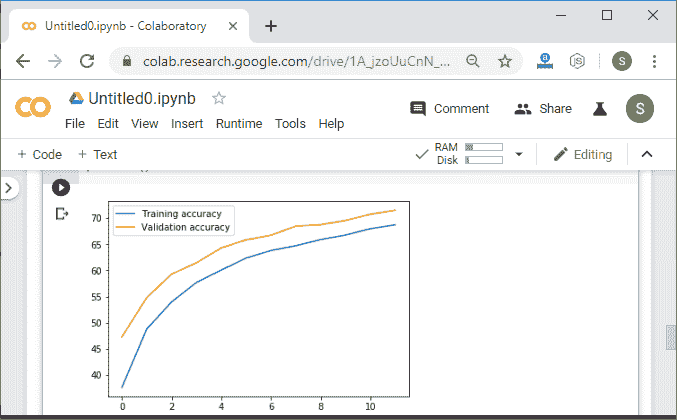 Untitled0.ipynb - Colaboratory
colab.research.google.com/drive/1A_jzoUuCnN_...
S
Untitled0.ipynb
Comment
Share
S
File Edit View Insert Runtime Tools Help
+ Code + Text
RAM
Disk
Editing
Training accuracy
Validation accuracy
70
65
60
55
50
45
40
0 2 4 6 8 10